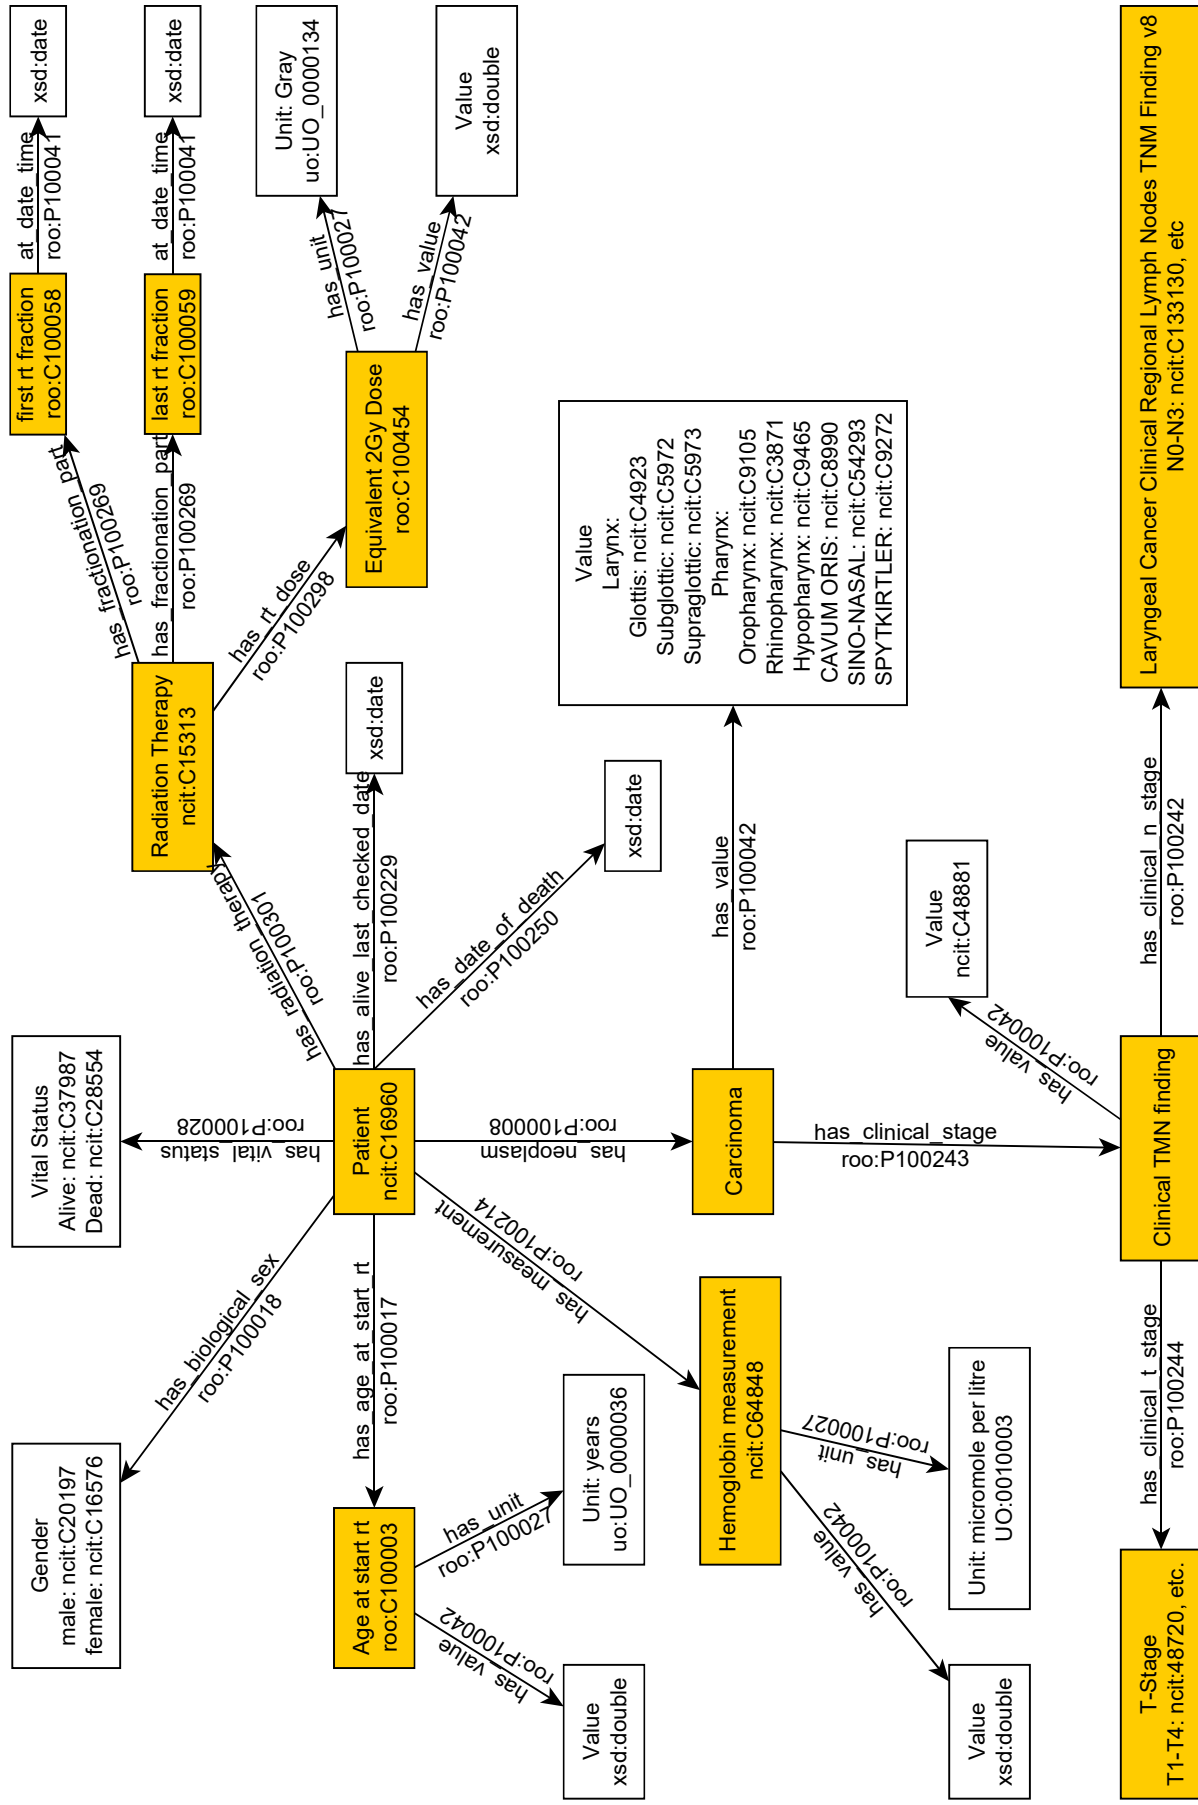 Gender
male: ncit:C20197
female: ncit:C16576
Vital Status
Alive: ncit:C37987
Dead: ncit:C28554
first rt fraction
roo:C100058
at_date_time
roo:P100041
xsd:date
has_biological_sex
roo:P100018
has_vital_status
roo:P100028
has_radiation_therapy
roo:P100301
Radiation Therapy
ncit:C15313
has_fractionation_part
roo:P100269
has_fractionation_part
roo:P100269
last rt fraction
roo:C100059
at_date_time
roo:P100041
xsd:date
has_rt_dose
roo:P100298
Equivalent 2Gy Dose
roo:C100454
has_unit
roo:P100027
Unit: Gray
uo:UO_0000134
has_value
roo:P100042
Value
xsd:double
Age at start rt
roo:C100003
has_age_at_start_rt
roo:P100017
Patient
ncit:C16960
has_alive_last_checked_date
roo:P100229
xsd:date
has_date_of_death
roo:P100250
xsd:date
has_value
roo:P100042
Value
xsd:double
has_unit
roo:P100027
Unit: years
uo:UO_0000036
has_measurement
roo:P100214
has_neoplasm
roo:P100008
Hemoglobin measurement
ncit:C64848
Carcinoma
has_value
roo:P100042
Value
Larynx:
Glottis: ncit:C4923
Subglottic: ncit:C5972
Supraglottic: ncit:C5973
Pharynx:
Oropharynx: ncit:C9105
Rhinopharynx: ncit:C3871
Hypopharynx: ncit:C9465
CAVUM ORIS: ncit:C8990
SINO-NASAL: ncit:C54293
SPYTKIRTLER: ncit:C9272
has_value
roo:P100042
Value
xsd:double
has_unit
roo:P100027
Unit: micromole per litre
UO:0010003
has_clinical_stage
roo:P100243
has_value
roo:P100042
Value
ncit:C48881
T-Stage
T1-T4: ncit:48720, etc.
has_clinical_t_stage
roo:P100244
Clinical TMN finding
has_clinical_n_stage
roo:P100242
Laryngeal Cancer Clinical Regional Lymph Nodes TNM Finding v8
N0-N3: ncit:C133130, etc